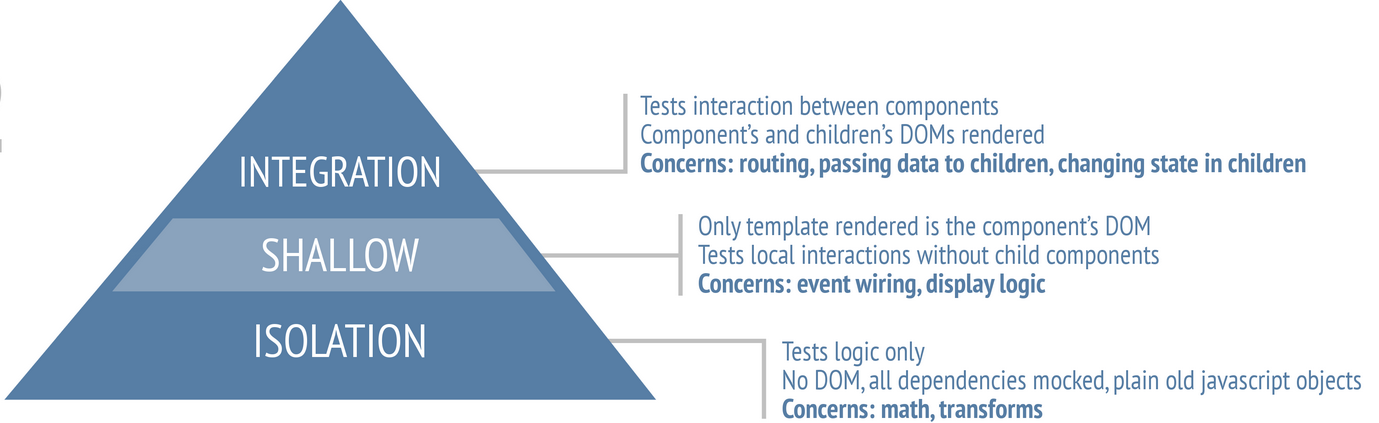 INTEGRATION
Tests interaction between components
Component's and children's DOMs rendered
Concerns: routing, passing data to children, changing state in children
SHALLOW
Only template rendered is the component's DOM
Tests local interactions without child components
Concerns: event wiring, display logic
ISOLATION
Tests logic only
No DOM, all dependencies mocked, plain old javascript objects
Concerns: math, transforms